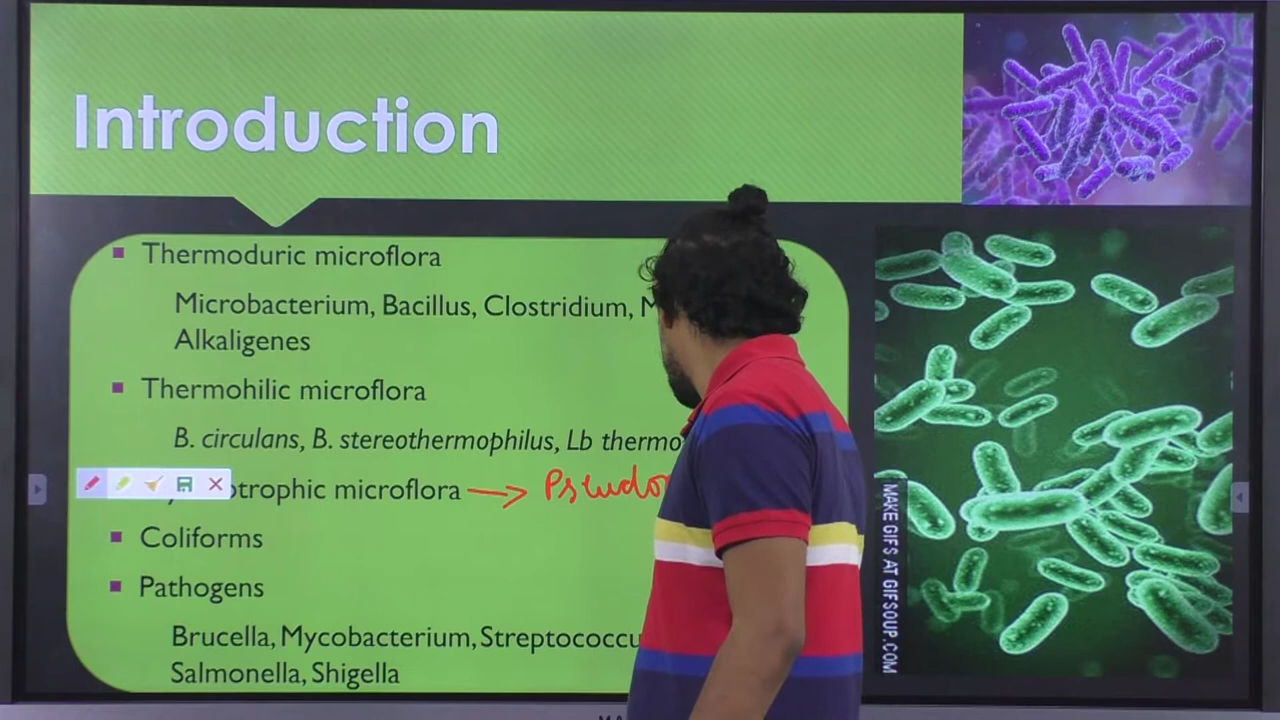 Introduction
Thermoduric microflora
Microbacterium, Bacillus, Clostridium,
Alkaligenes
Thermohilic microflora
B. circulans, B. stereothermophilus, Lb
microflora →
Coliforms
Pathogens
Brucella, Mycobacterium,
Salmonella, Shigella
MAKE GIFS AT GIFSOUP.COM